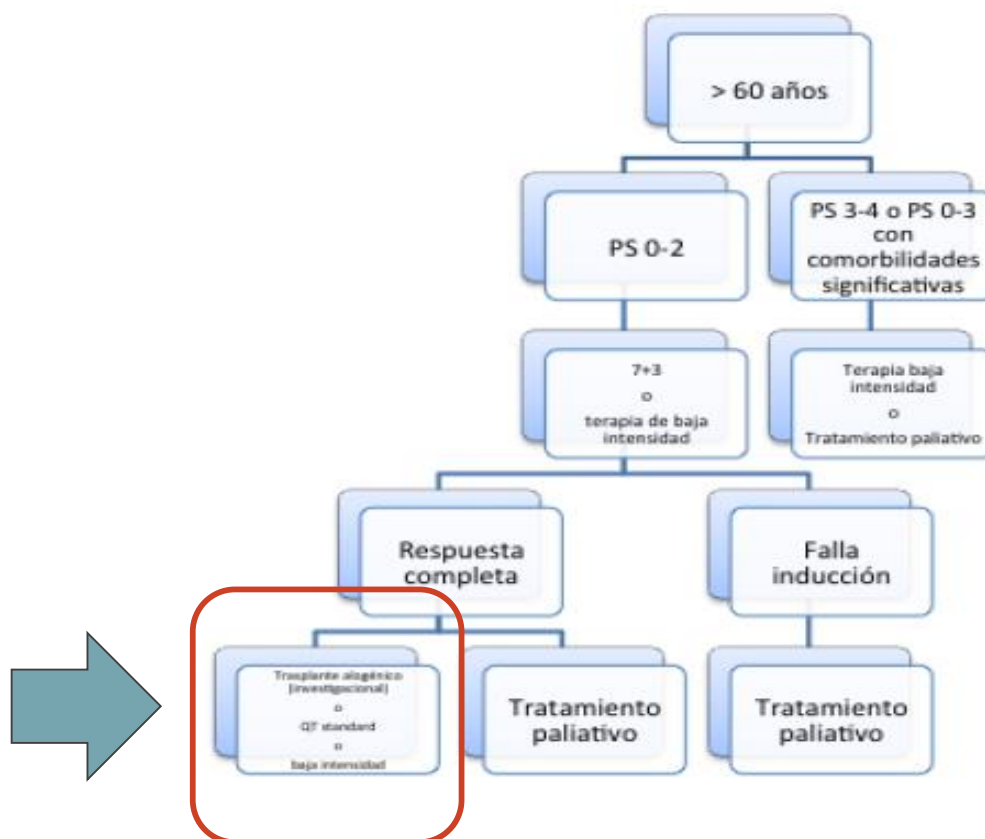 > 60 años
PS 0-2
PS 3-4 o PS 0-3
con
comorbilidades
significativas
7+3
o
terapia de baja
intensidad
Terapia baja
intensidad
o
Tratamiento paliativo
Respuesta
completa
Falla
inducción
Trasplante alogénico
(investigacional)
o
QT standard
o
baja intensidad
Tratamiento
paliativo
Tratamiento
paliativo